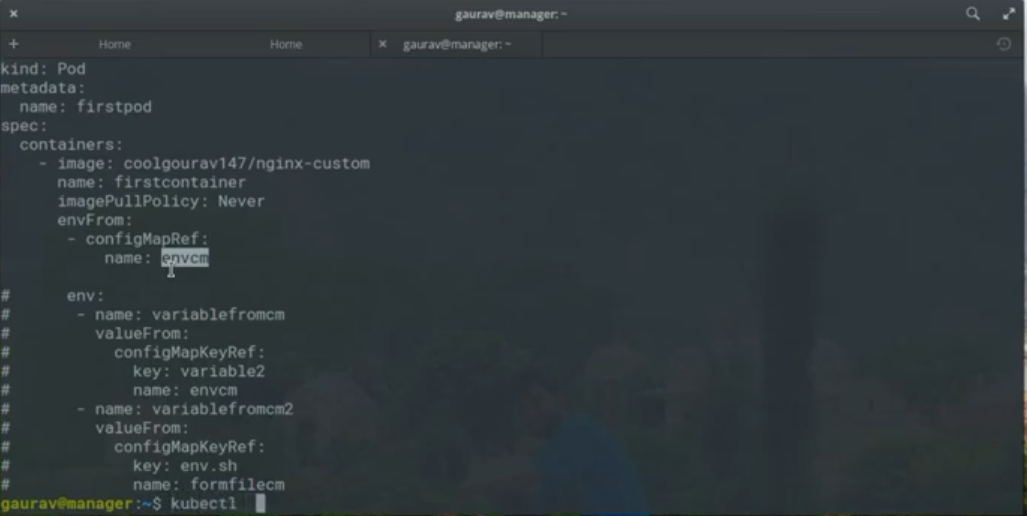 gaurav@manager: ~
Home Home gaurav@manager: ~
kind: Pod
metadata:
  name: firstpod
spec:
  containers:
    - image: coolgourav147/nginx-custom
      name: firstcontainer
      imagePullPolicy: Never
      envFrom:
       - configMapRef:
           name: envcm
#      env:
#       - name: variablefromcm
#         valueFrom:
#           configMapKeyRef:
#             key: variable2
#             name: envcm
#       - name: variablefromcm2
#         valueFrom:
#           configMapKeyRef:
#             key: env.sh
#             name: formfilecm
gaurav@manager:~$ kubectl